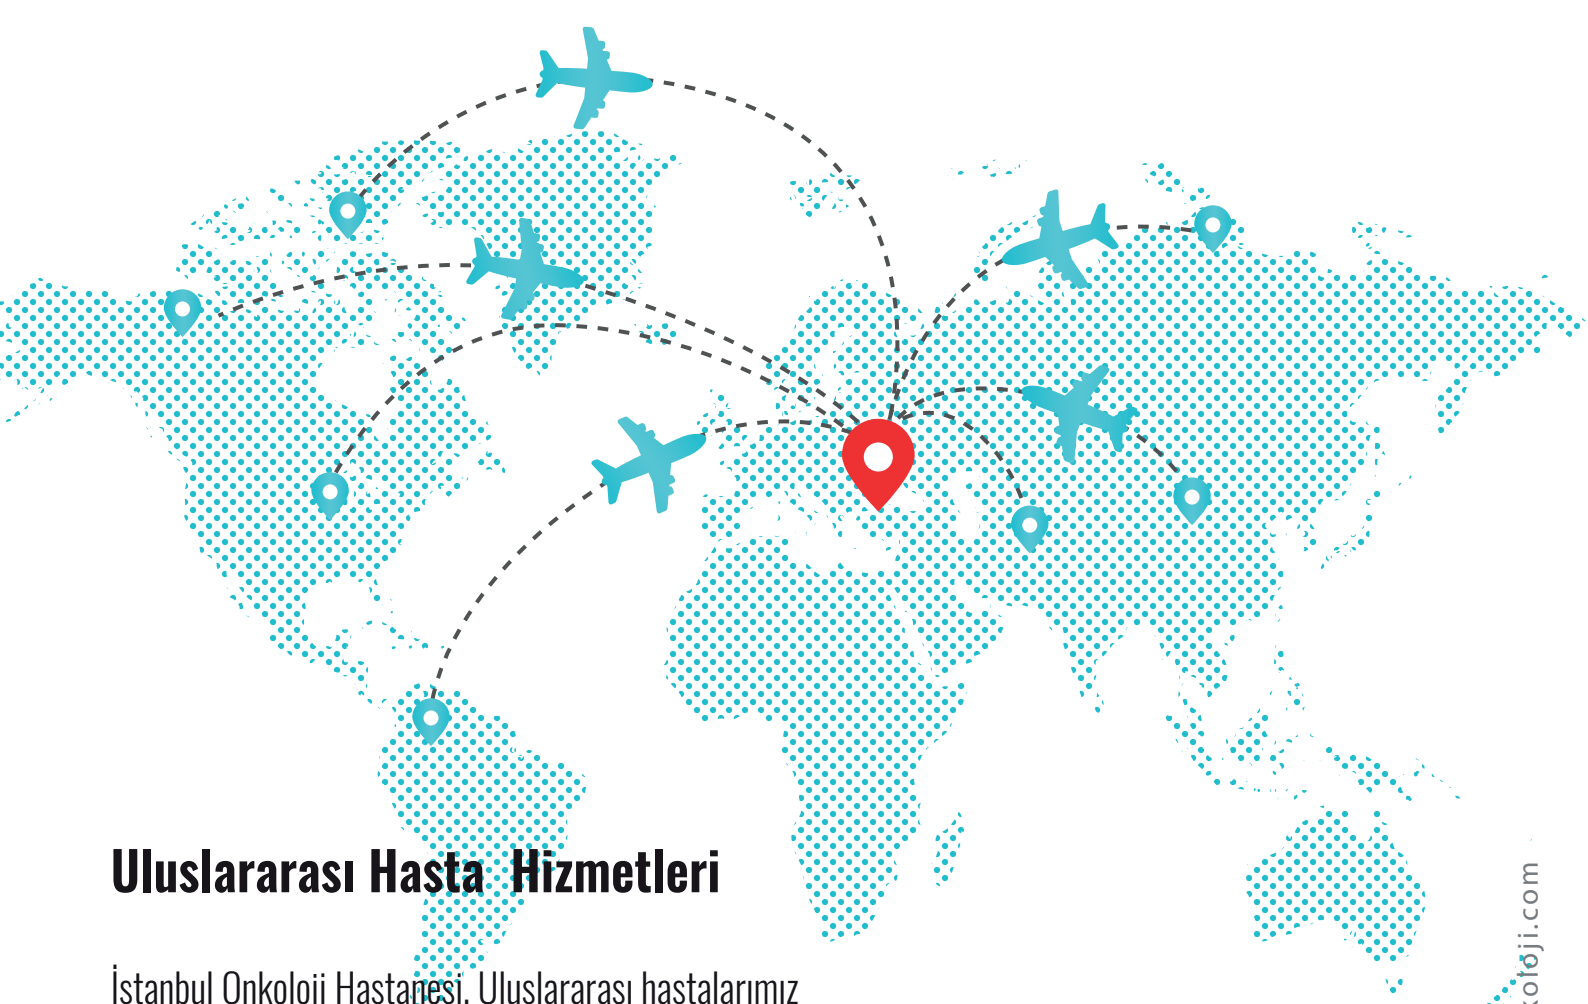 Uluslararası Hasta Hizmetleri
İstanbul Onkoloji Hastanesi, Uluslararası hastalarımız
koloji.com